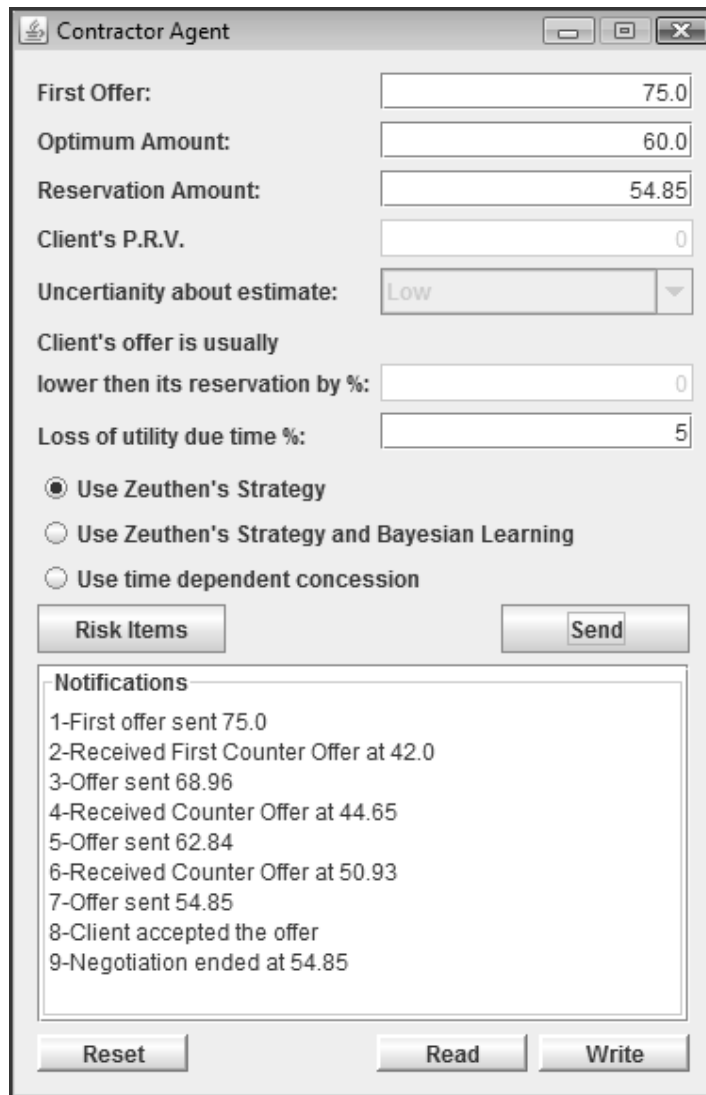 Contractor Agent
First Offer: 75.0
Optimum Amount: 60.0
Reservation Amount: 54.85
Client's P.R.V. 0
Uncertianity about estimate: Low
Client's offer is usually
lower then its reservation by %: 0
Loss of utility due time %: 5
Use Zeuthen's Strategy
Use Zeuthen's Strategy and Bayesian Learning
Use time dependent concession
Risk Items Send
Notifications
1-First offer sent 75.0
2-Received First Counter Offer at 42.0
3-Offer sent 68.96
4-Received Counter Offer at 44.65
5-Offer sent 62.84
6-Received Counter Offer at 50.93
7-Offer sent 54.85
8-Client accepted the offer
9-Negotiation ended at 54.85
Reset Read Write